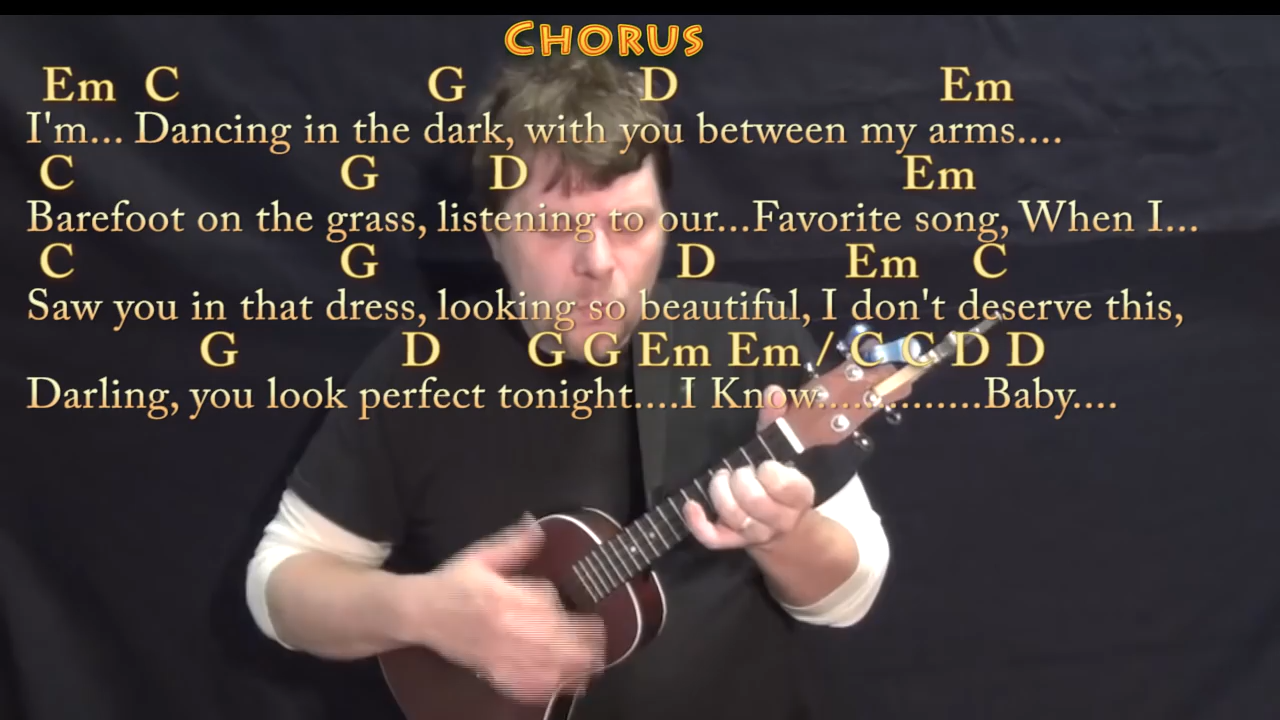 CHORUS
Em C G D Em
I'm... Dancing in the dark, with you between my arms....
C G D Em
Barefoot on the grass, listening to our...Favorite song, When I...
C G D Em C
Saw you in that dress, looking so beautiful, I don't deserve this,
G D G G Em Em / C C D D
Darling, you look perfect tonight....I Know.............Baby....